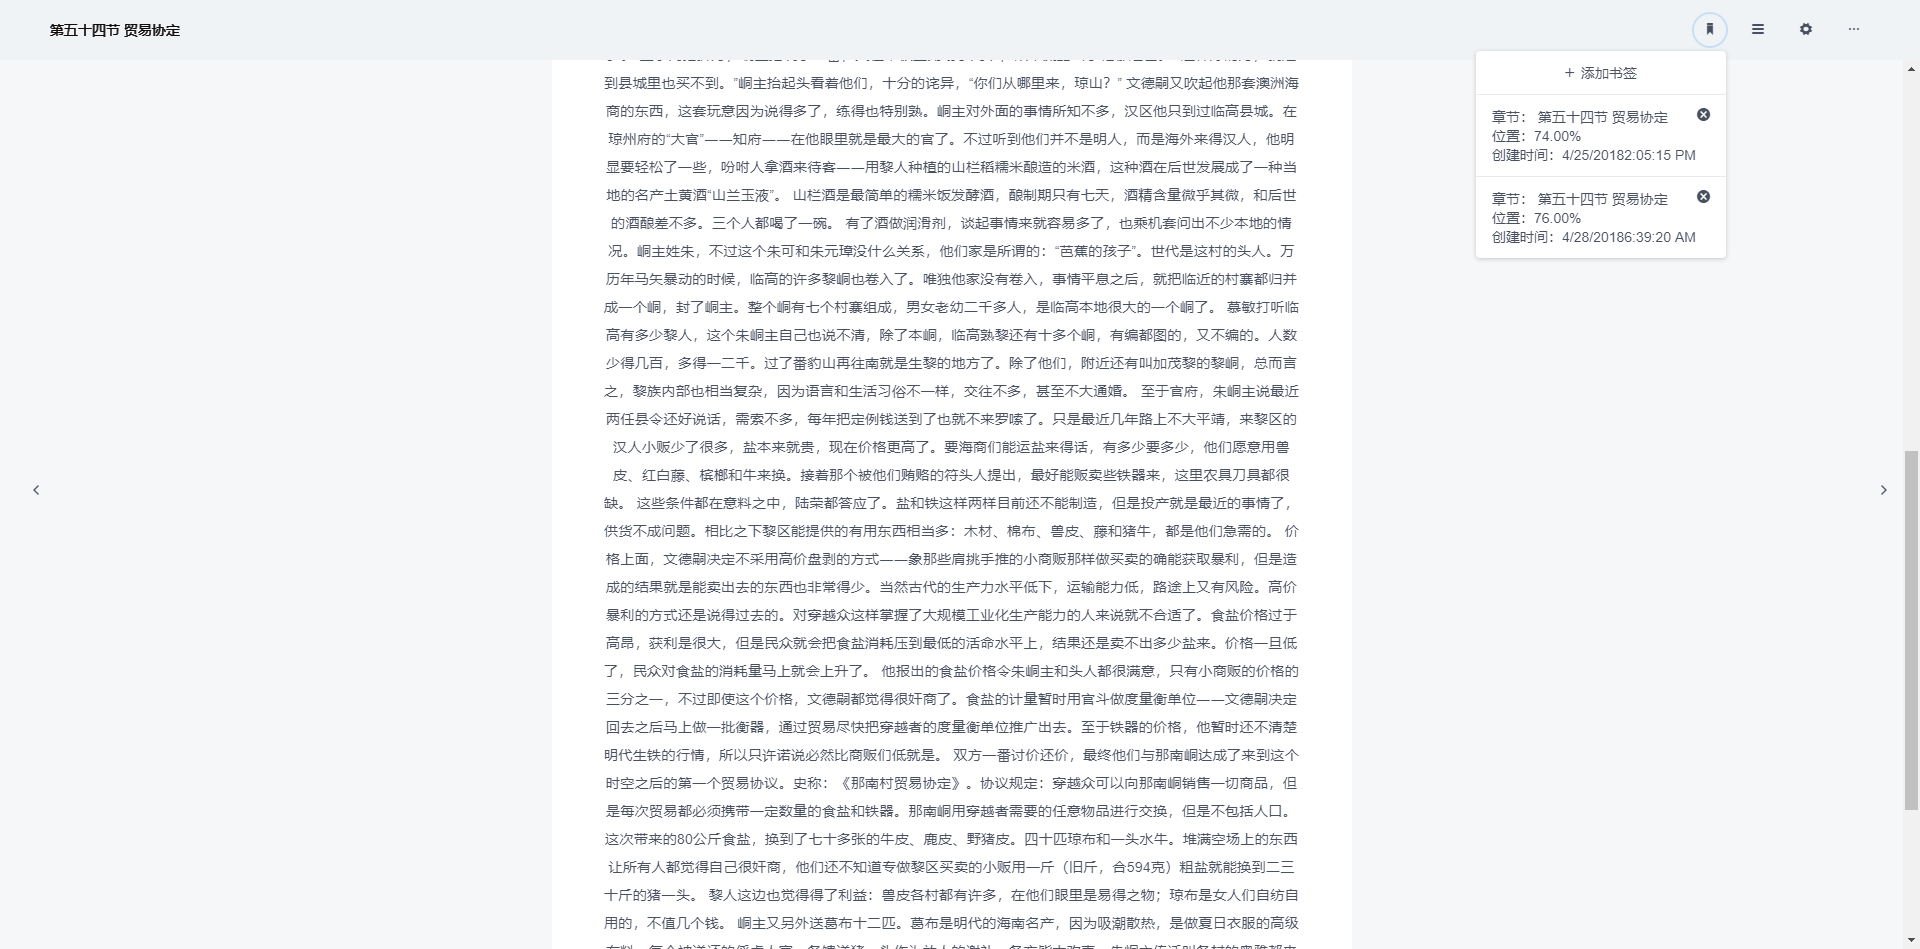 第五十四节 贸易协定
添加书签
章节： 第五十四节 贸易协定
位置：74.00%
创建时间：4/25/20182:05:15 PM
章节： 第五十四节 贸易协定
位置：76.00%
创建时间：4/28/20186:39:20 AM
到县城里也买不到。”峒主抬起头看着他们，十分的诧异，“你们从哪里来，琼山？” 文德嗣又吹起他那套澳洲海
商的东西，这套玩意因为说得多了，练得也特别熟。峒主对外面的事情所知不多，汉区他只到过临高县城。在
琼州府的“大官”——知府——在他眼里就是最大的官了。不过听到他们并不是明人，而是海外来得汉人，他明
显要轻松了一些，吩咐人拿酒来待客——用黎人种植的山栏稻糯米酿造的米酒，这种酒在后世发展成了一种当
地的名产土黄酒“山兰玉液”。 山栏酒是最简单的糯米饭发酵酒，酿制期只有七天，酒精含量微乎其微，和后世
的酒酿差不多。三个人都喝了一碗。 有了酒做润滑剂，谈起事情来就容易多了，也乘机套问出不少本地的情
况。峒主姓朱，不过这个朱可和朱元璋没什么关系，他们家是所谓的：“芭蕉的孩子”。世代是这村的头人。万
历年马矢暴动的时候，临高的许多黎峒也卷入了。唯独他家没有卷入，事情平息之后，就把临近的村寨都归并
成一个峒，封了峒主。整个峒有七个村寨组成，男女老幼二千多人，是临高本地很大的一个峒了。 慕敏打听临
高有多少黎人，这个朱峒主自己也说不清，除了本峒，临高熟黎还有十多个峒，有编都图的，又不编的。人数
少得几百，多得一二千。过了番豹山再往南就是生黎的地方了。除了他们，附近还有叫加茂黎的黎峒，总而言
之，黎族内部也相当复杂，因为语言和生活习俗不一样，交往不多，甚至不大通婚。 至于官府，朱峒主说最近
两任县令还好说话，需索不多，每年把定例钱送到了也就不来罗嗦了。只是最近几年路上不大平靖，来黎区的
汉人小贩少了很多，盐本来就贵，现在价格更高了。要海商们能运盐来得话，有多少要多少，他们愿意用兽
皮、红白藤、槟榔和牛来换。接着那个被他们贿赂的符头人提出，最好能贩卖些铁器来，这里农具刀具都很
缺。 这些条件都在意料之中，陆荣都答应了。盐和铁这样两样目前还不能制造，但是投产就是最近的事情了，
供货不成问题。相比之下黎区能提供的有用东西相当多：木材、棉布、兽皮、藤和猪牛，都是他们急需的。 价
格上面，文德嗣决定不采用高价盘剥的方式——象那些肩挑手推的小商贩那样做买卖的确能获取暴利，但是造
成的结果就是能卖出去的东西也非常得少。当然古代的生产力水平低下，运输能力低，路途上又有风险。高价
暴利的方式还是说得过去的。对穿越众这样掌握了大规模工业化生产能力的人来说就不合适了。食盐价格过于
高昂，获利是很大，但是民众就会把食盐消耗压到最低的活命水平上，结果还是卖不出多少盐来。价格一旦低
了，民众对食盐的消耗量马上就会上升了。 他报出的食盐价格令朱峒主和头人都很满意，只有小商贩的价格的
三分之一，不过即使这个价格，文德嗣都觉得很奸商了。食盐的计量暂时用官斗做度量衡单位——文德嗣决定
回去之后马上做一批衡器，通过贸易尽快把穿越者的度量衡单位推广出去。至于铁器的价格，他暂时还不清楚
明代生铁的行情，所以只许诺说必然比商贩们低就是。 双方一番讨价还价，最终他们与那南峒达成了来到这个
时空之后的第一个贸易协议。史称：《那南村贸易协定》。协议规定：穿越众可以向那南峒销售一切商品，但
是每次贸易都必须携带一定数量的食盐和铁器。那南峒用穿越者需要的任意物品进行交换，但是不包括人口。
这次带来的80公斤食盐，换到了七十多张的牛皮、鹿皮、野猪皮。四十匹琼布和一头水牛。堆满空场上的东西
让所有人都觉得自己很奸商，他们还不知道专做黎区买卖的小贩用一斤（旧斤，合594克）粗盐就能换到二三
十斤的猪一头。 黎人这边也觉得得了利益：兽皮各村都有许多，在他们眼里是易得之物；琼布是女人们自纺自
用的，不值几个钱。 峒主又另外送葛布十二匹。葛布是明代的海南名产，因为吸潮散热，是做夏日衣服的高级